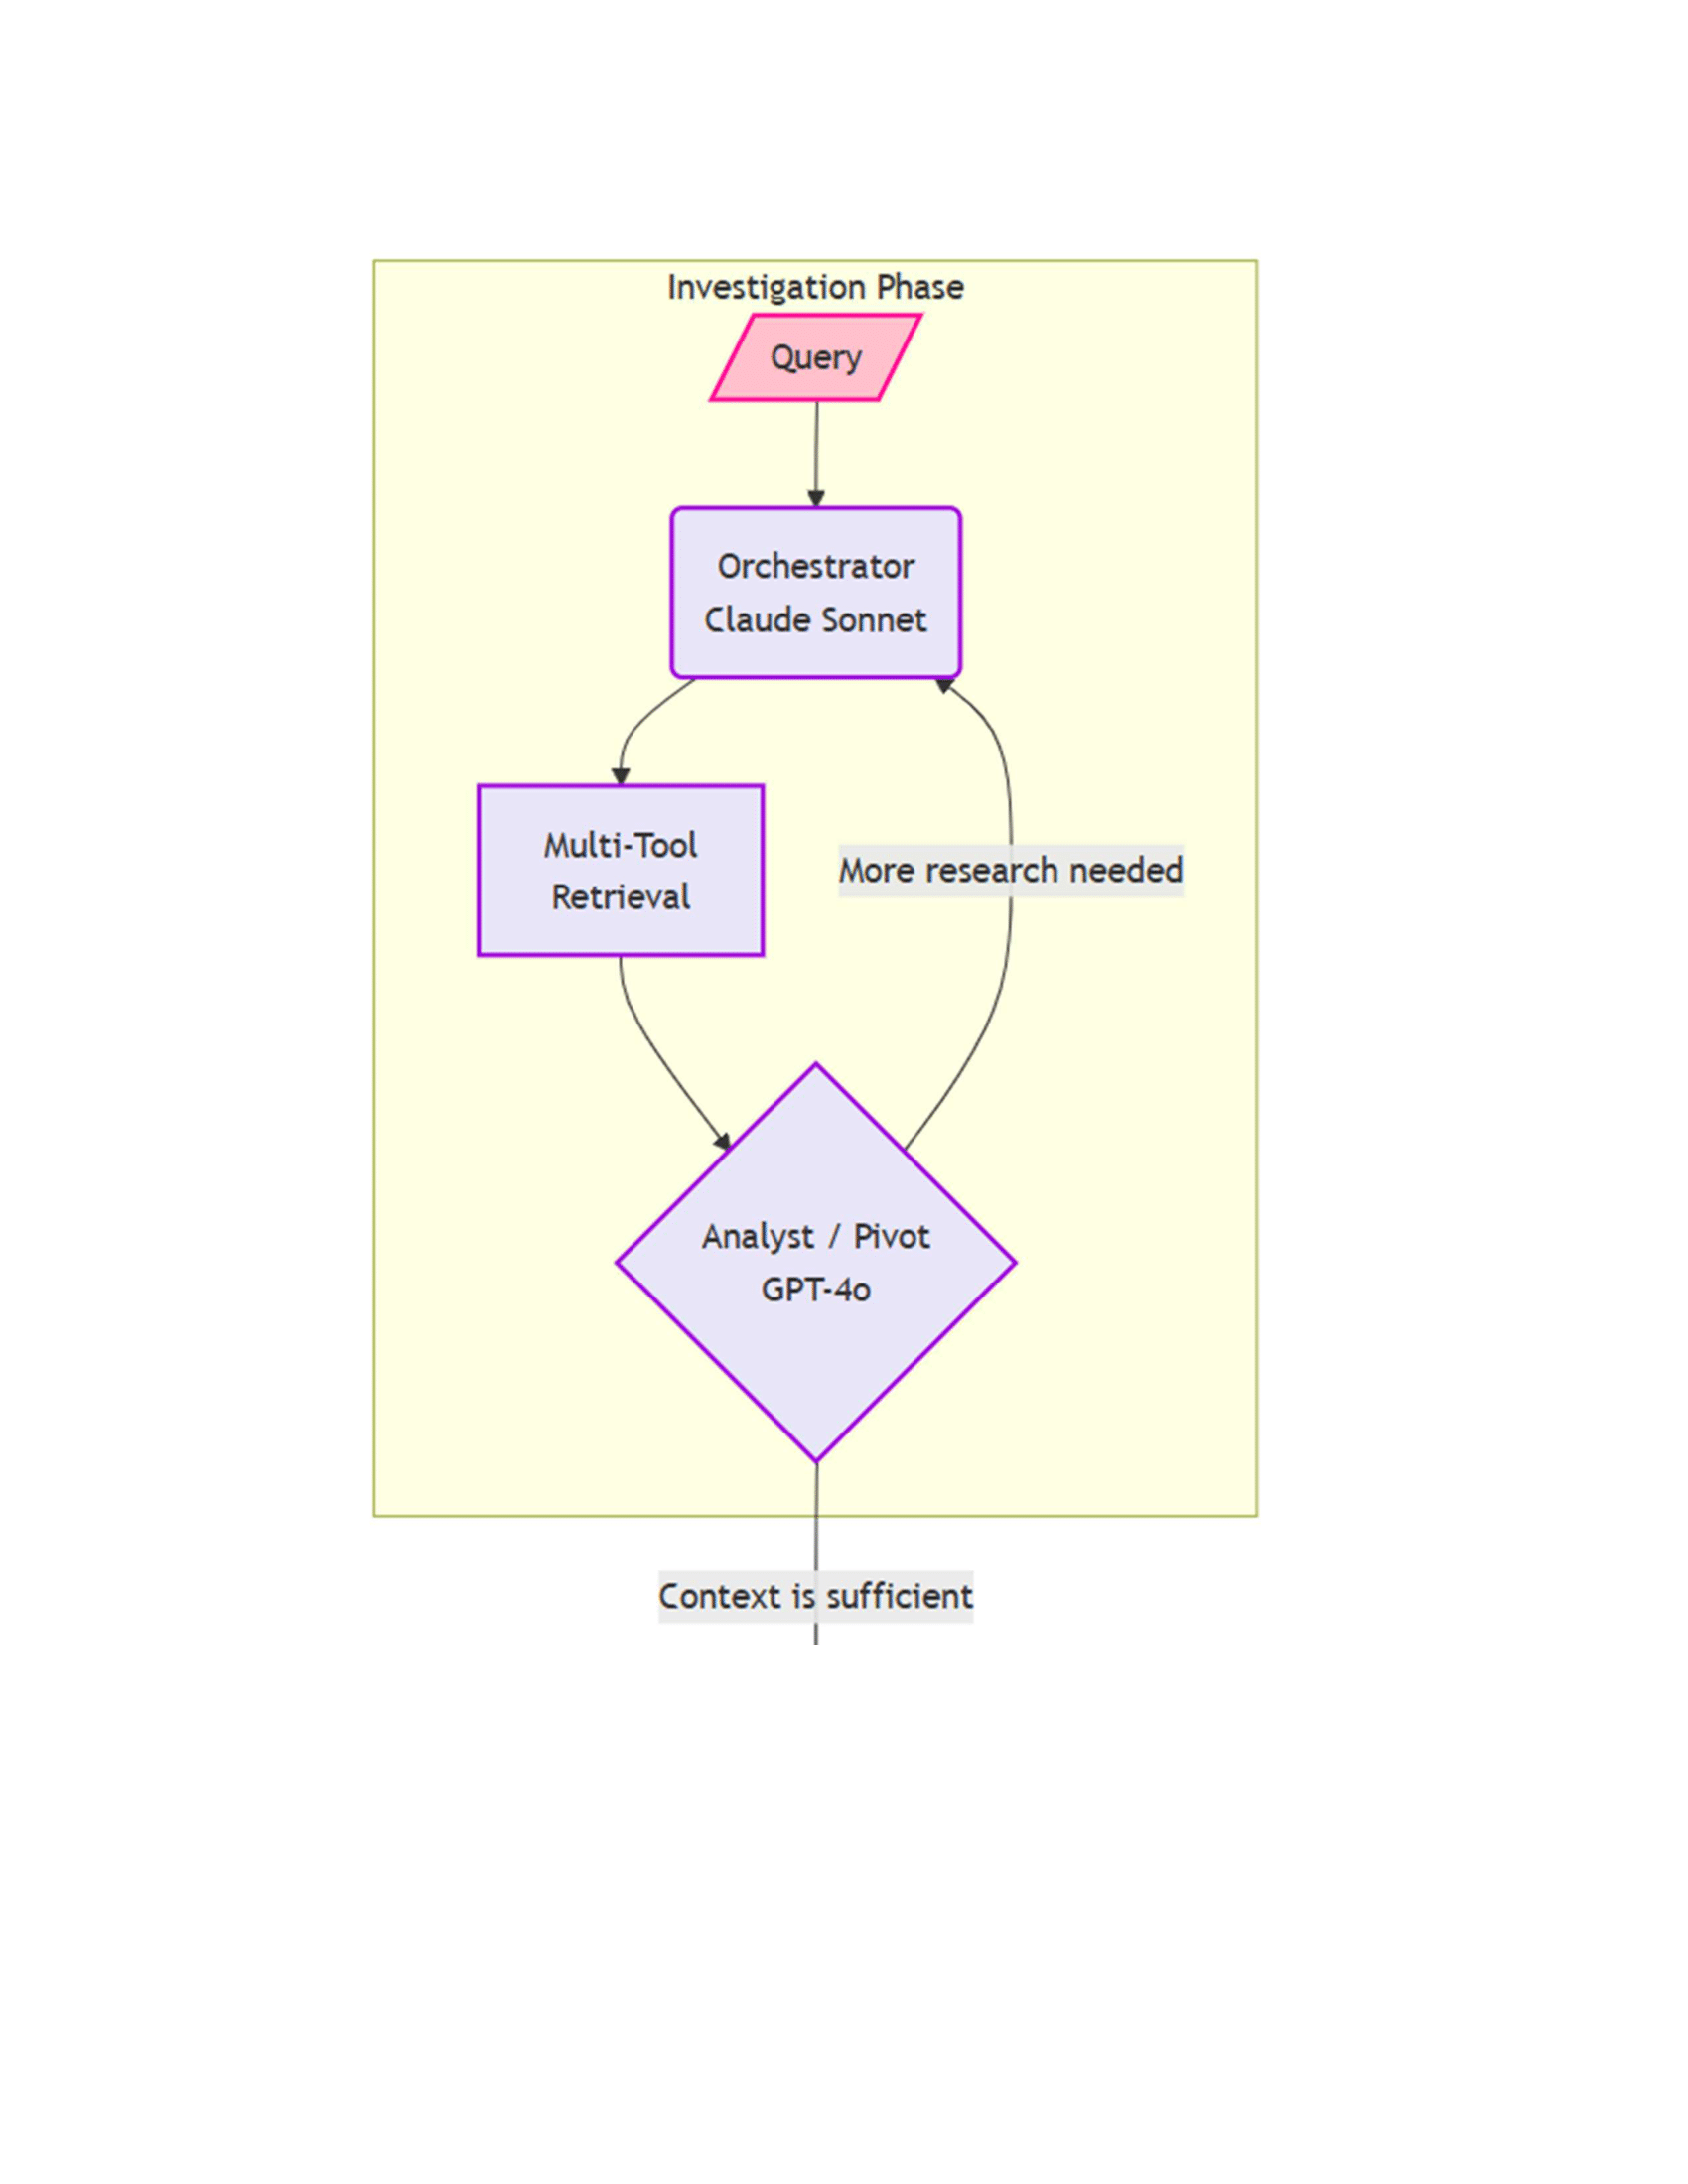 Investigation Phase
Query
Orchestrator
Claude Sonnet
Multi-Tool
Retrieval
More research needed
Analyst / Pivot
GPT-4o
Context is sufficient